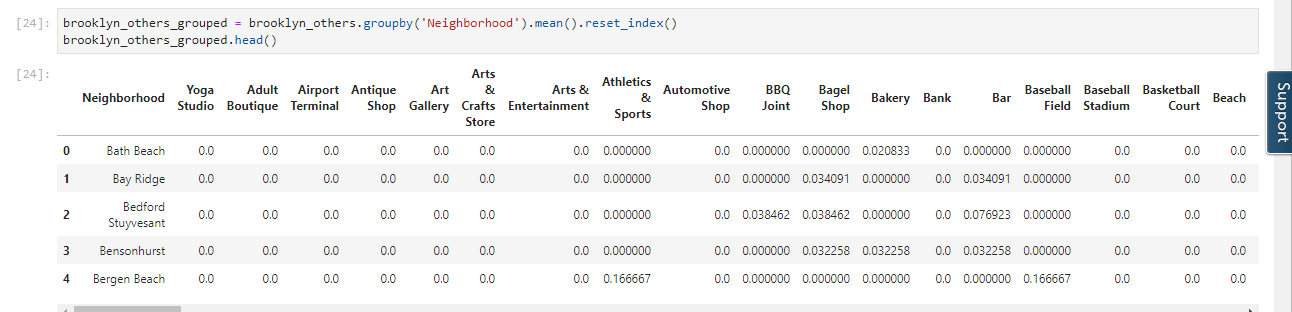 [24]: brooklyn_others_grouped = brooklyn_others.groupby('Neighborhood').mean().reset_index()
brooklyn_others_grouped.head()
[24]:
Neighborhood Yoga Studio Adult Boutique Airport Terminal Antique Shop Art Gallery Arts & Crafts Store Arts & Entertainment Athletics & Sports Automotive Shop BBQ Joint Bagel Shop Bakery Bank Bar Baseball Field Baseball Stadium Basketball Court Beach
0 Bath Beach 0.0 0.0 0.0 0.0 0.0 0.0 0.0 0.000000 0.0 0.000000 0.000000 0.020833 0.0 0.000000 0.000000 0.0 0.0 0.0
1 Bay Ridge 0.0 0.0 0.0 0.0 0.0 0.0 0.0 0.000000 0.0 0.000000 0.034091 0.000000 0.0 0.034091 0.000000 0.0 0.0 0.0
2 Bedford Stuyvesant 0.0 0.0 0.0 0.0 0.0 0.0 0.0 0.000000 0.0 0.038462 0.038462 0.000000 0.0 0.076923 0.000000 0.0 0.0 0.0
3 Bensonhurst 0.0 0.0 0.0 0.0 0.0 0.0 0.0 0.000000 0.0 0.000000 0.032258 0.032258 0.0 0.032258 0.000000 0.0 0.0 0.0
4 Bergen Beach 0.0 0.0 0.0 0.0 0.0 0.0 0.0 0.166667 0.0 0.000000 0.000000 0.000000 0.0 0.000000 0.166667 0.0 0.0 0.0
Support